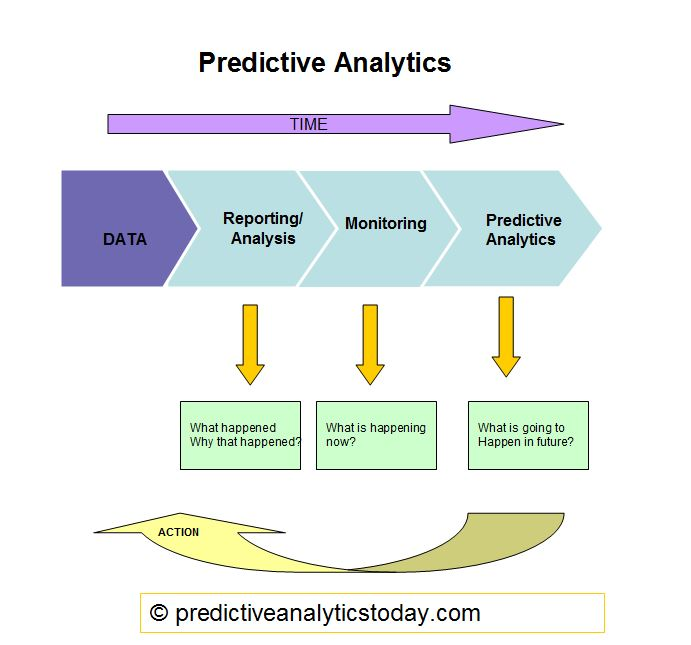 Predictive Analytics
TIME
DATA
Reporting/
Analysis
Monitoring
Predictive
Analytics
What happened
Why that happened?
What is happening
now?
What is going to
Happen in future?
ACTION
© predictiveanalyticstoday.com